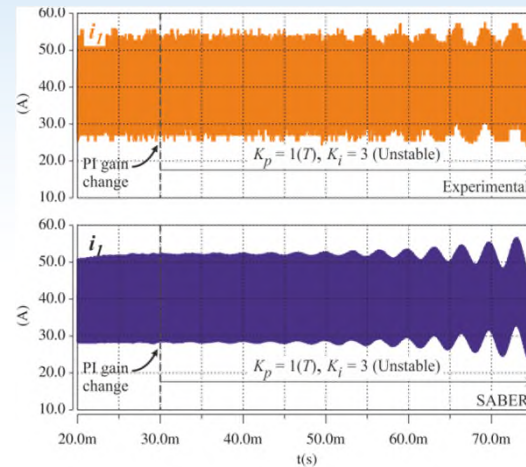 60.0
i1
50.0
(A)
40.0
30.0
20.0
PI gain
change
Kp = 1(T), Ki = 3 (Unstable)
10.0
Experimental
60.0
i1
50.0
(A)
40.0
30.0
20.0
PI gain
change
Kp = 1(T), Ki = 3 (Unstable)
10.0
SABER
20.0m 30.0m 40.0m 50.0m 60.0m 70.0m
t(s)